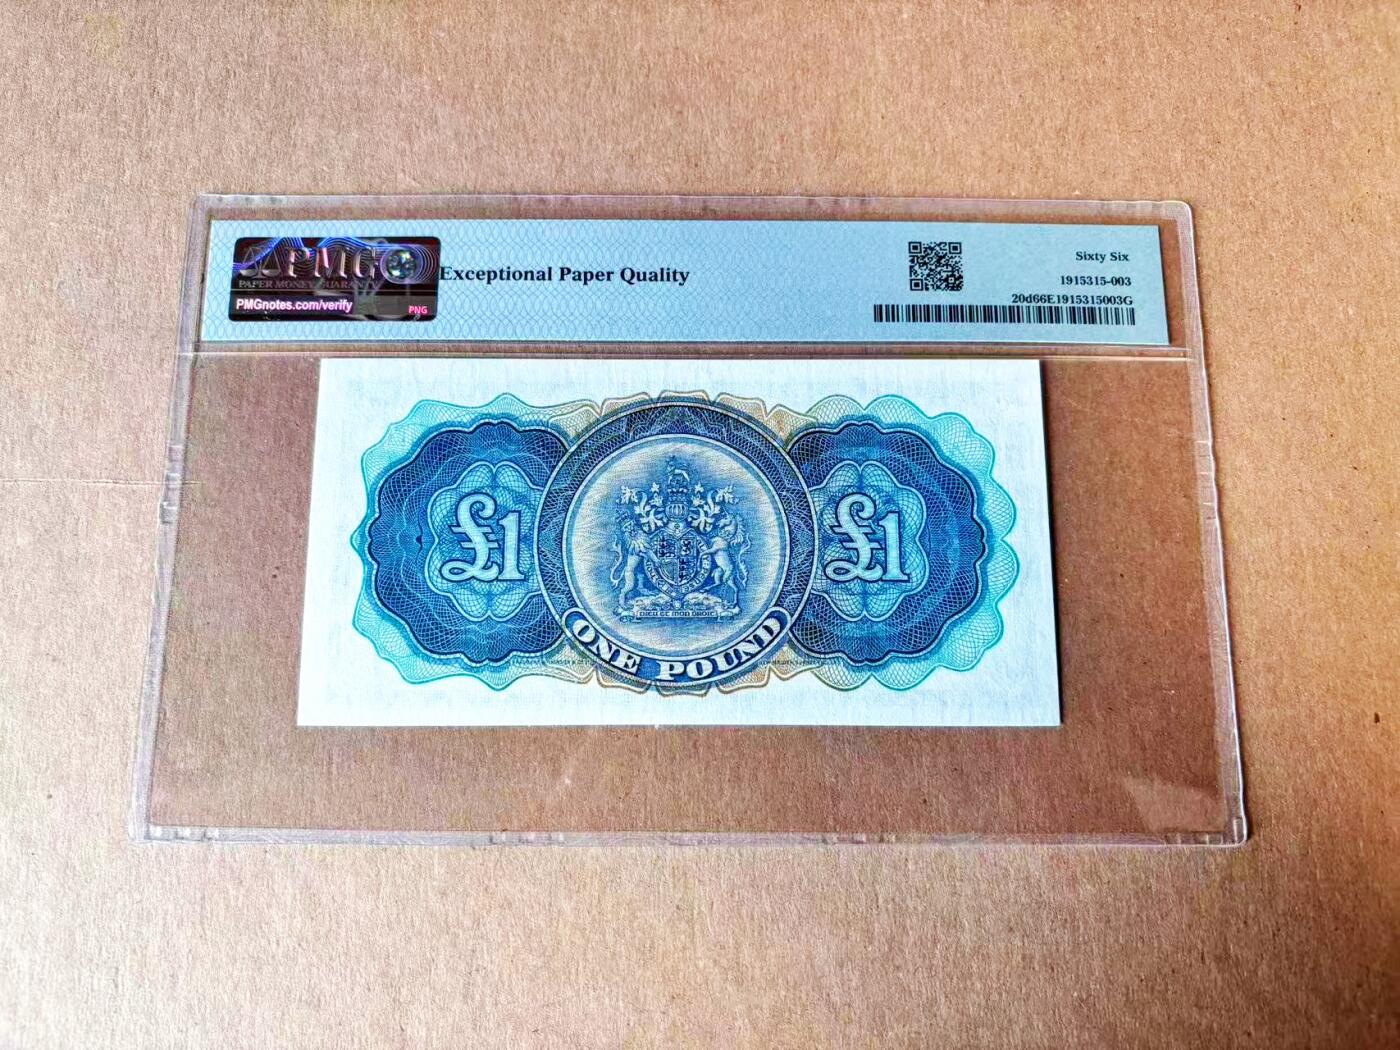 PMG
PAPER MONEY GUARANTY
PMGnotes.com/verify
PNG
Exceptional Paper Quality
Sixty Six
1915315-003
20d66E1915315003G
£1
£1
DIEU ET MON DROIT
ONE POUND